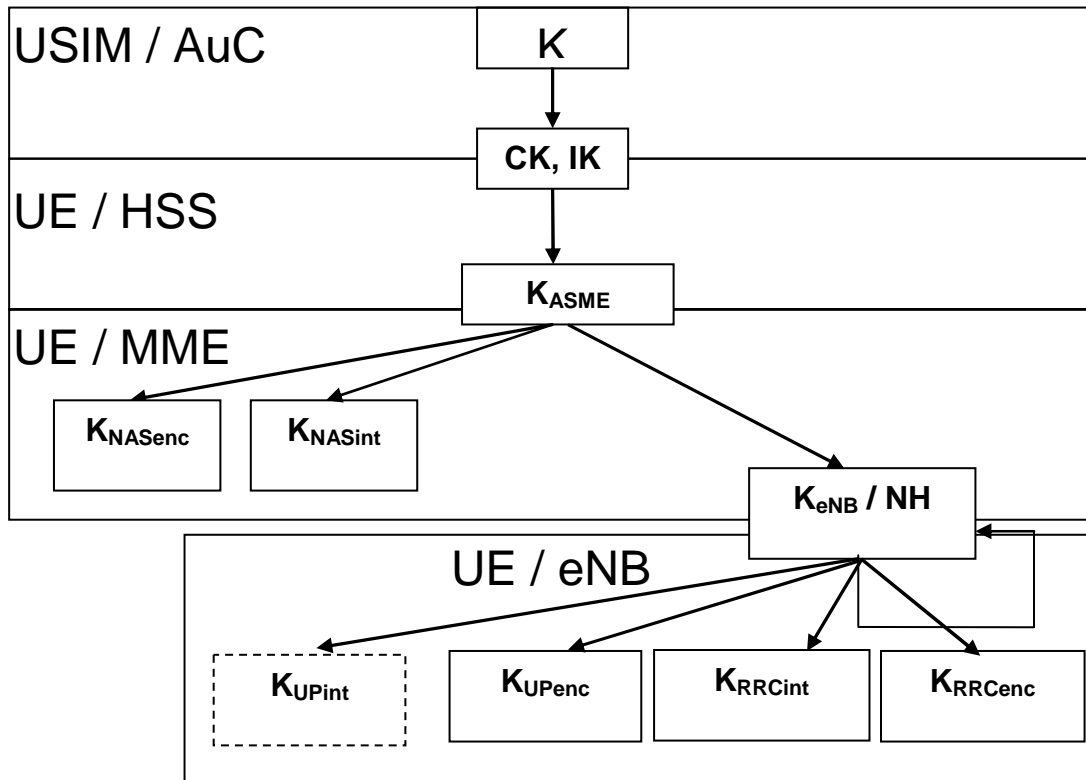 USIM / AuC
K
CK, IK
UE / HSS
KASME
UE / MME
KNASenc
KNASint
KeNB / NH
UE / eNB
KUPint
KUPenc
KRRCint
KRRCenc